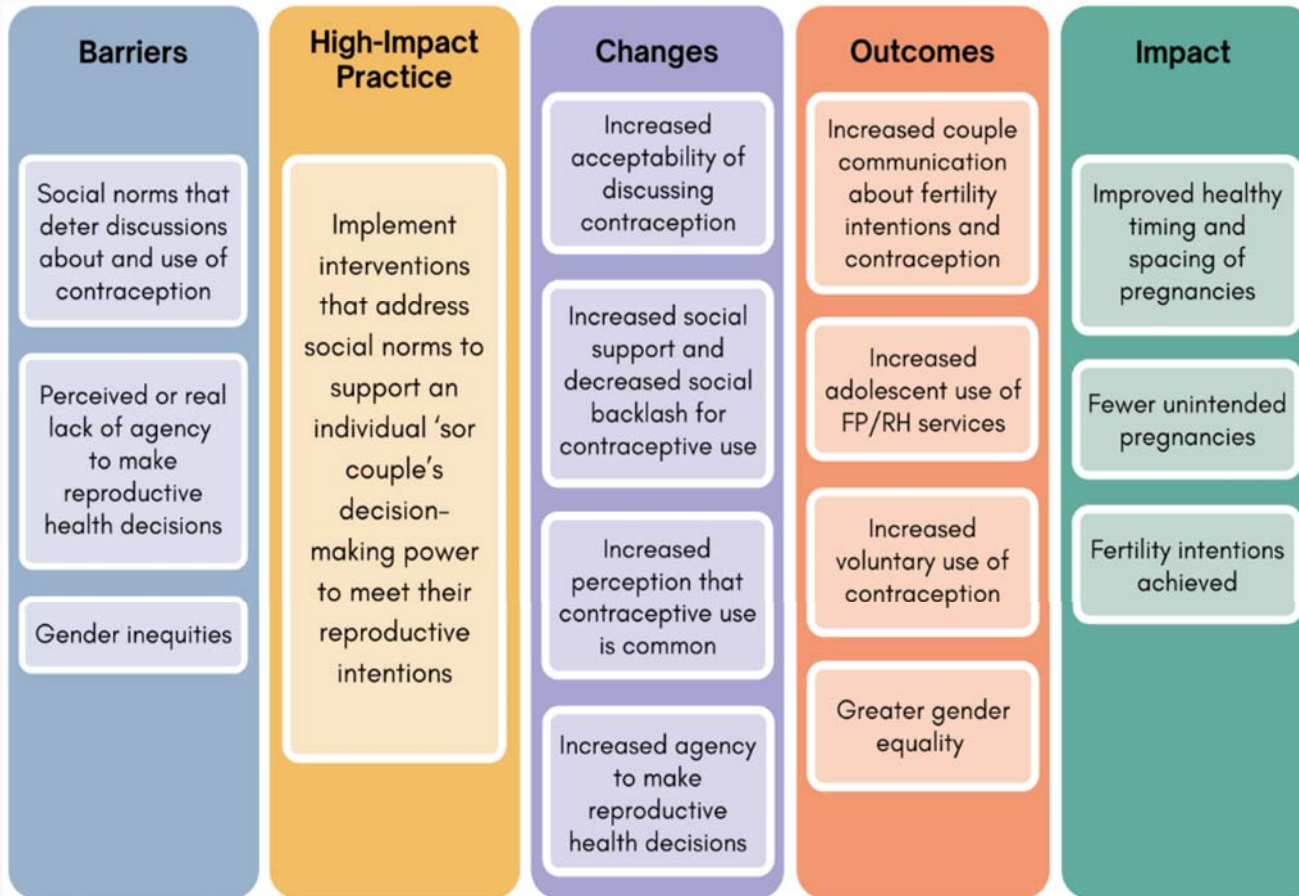 Barriers
Social norms that
deter discussions
about and use of
contraception
Perceived or real
lack of agency
to make
reproductive
health decisions
Gender inequities
High-Impact
Practice
Implement
interventions
that address
social norms to
support an
individual ‘sor
couple’s
decision-
making power
to meet their
reproductive
intentions
Changes
Increased
acceptability of
discussing
contraception
Increased social
support and
decreased social
backlash for
contraceptive use
Increased
perception that
contraceptive use
is common
Increased agency
to make
reproductive
health decisions
Outcomes
Increased couple
communication
about fertility
intentions and
contraception
Increased
adolescent use of
FP/RH services
Increased
voluntary use of
contraception
Greater gender
equality
Impact
Improved healthy
timing and
spacing of
pregnancies
Fewer unintended
pregnancies
Fertility intentions
achieved